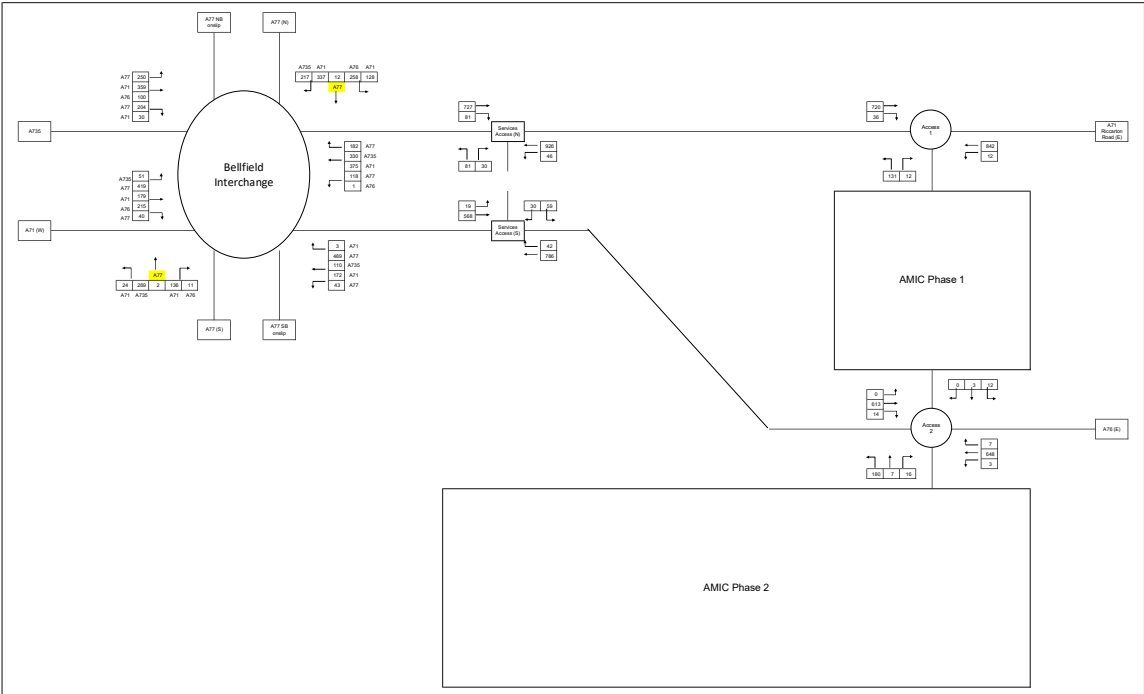 A77 NB
onslip
A77 (N)
A735 A71 A76 A71
217 337 12 258 128
A77
A77 250
A71 359
A76 100
A77 204
A71 30
727
81
720
36
A735
Services
Access (N)
Access
1
A71
Riccarton
Road (E)
Bellfield
Interchange
182 A77
330 A735
375 A71
118 A77
1 A76
926
46
842
12
81 30
131 12
A735 51
A77 419
A71 179
A76 215
A77 40
19
568
30 59
A71 (W)
Services
Access (S)
3 A71
489 A77
110 A735
172 A71
43 A77
42
786
A77
24 269 2 136 11
A71 A735 A71 A76
AMIC Phase 1
A77 (S)
A77 SB
onslip
0 3 12
0
613
14
Access
2
A76 (E)
7
648
3
180 7 16
AMIC Phase 2